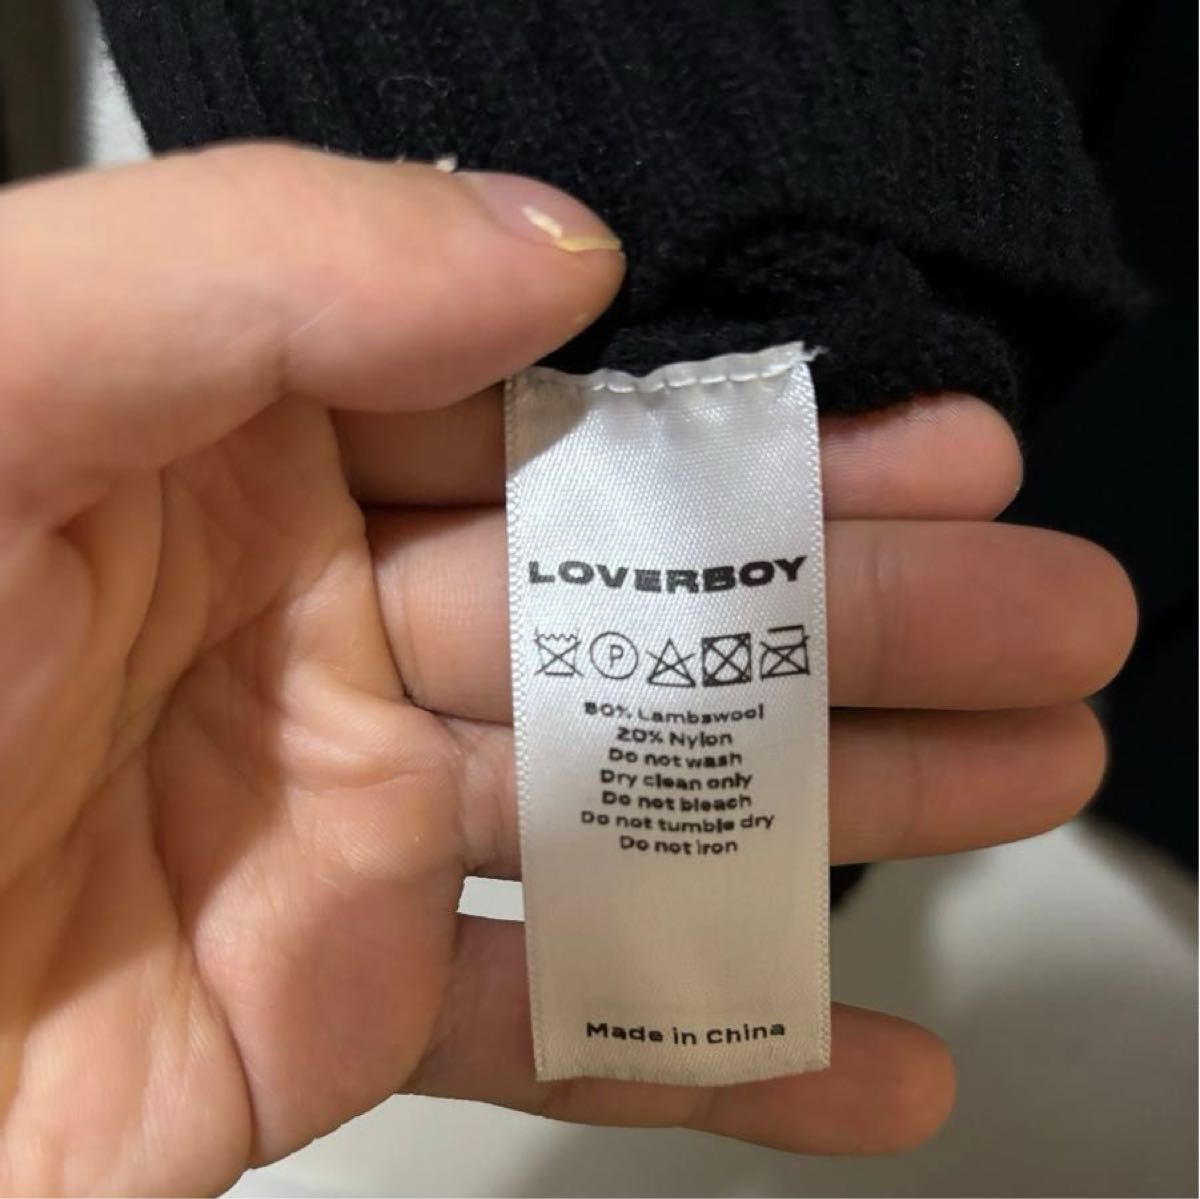 LOVERBOY
P
80% Lambswool
20% Nylon
Do not wash
Dry clean only
Do not bleach
Do not tumble dry
Do not iron
Made in China